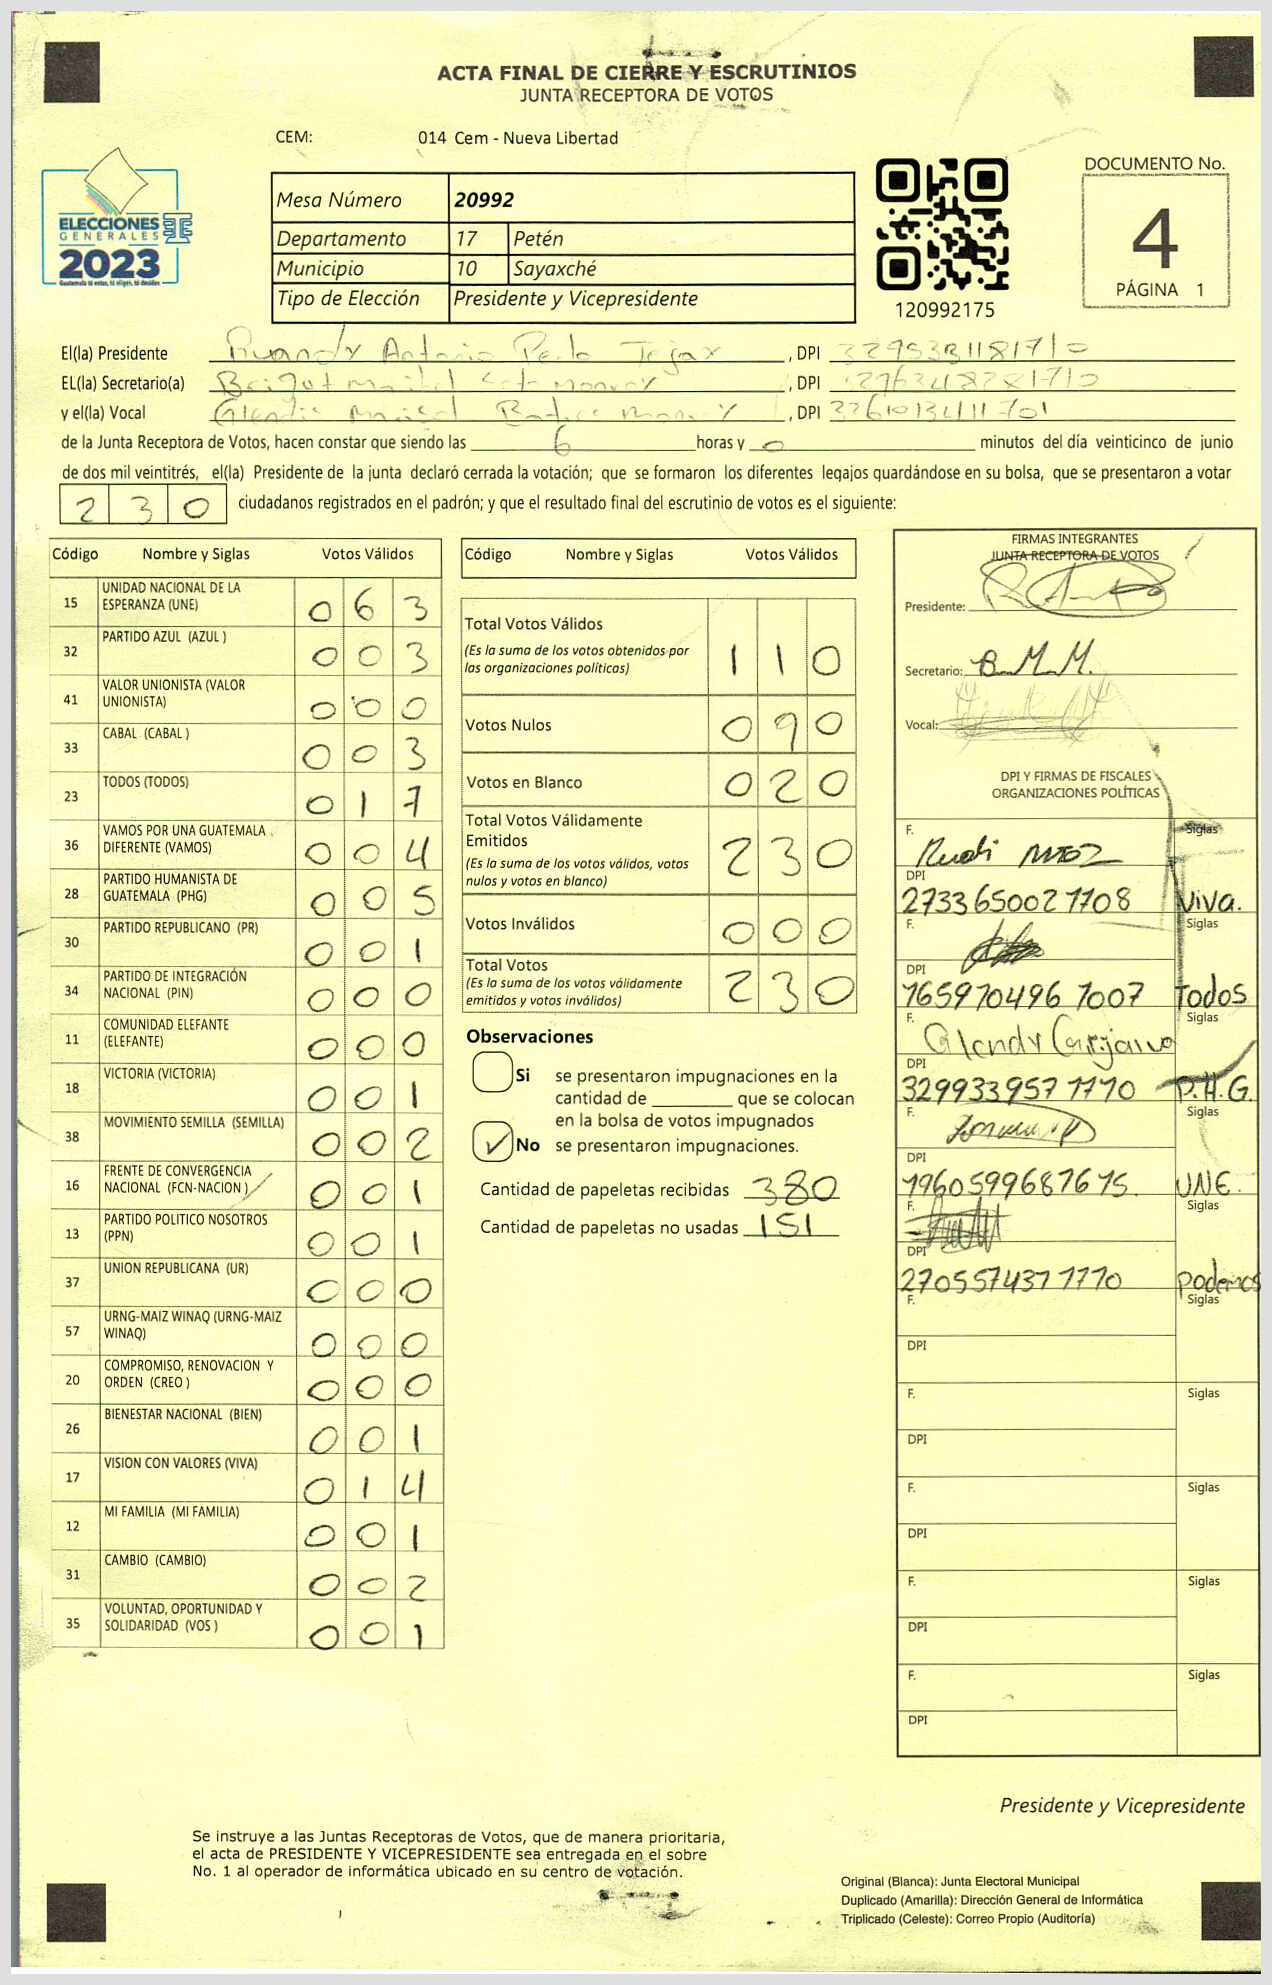 ACTA FINAL DE CIERRE Y ESCRUTINIOS
JUNTA RECEPTORA DE VOTOS
CEM: 014 Cem - Nueva Libertad
ELECCIONES
GENERALES
2023
Guatemala tú votas, tú eliges, tú decides
Mesa Número 20992
Departamento 17 Petén
Municipio 10 Sayaxché
Tipo de Elección Presidente y Vicepresidente
120992175
DOCUMENTO No.
4
PÁGINA 1
El(la) Presidente Antonio , DPI
EL(la) Secretario(a) , DPI
y el(la) Vocal , DPI
de la Junta Receptora de Votos, hacen constar que siendo las 6 horas y 0 minutos del día veinticinco de junio
de dos mil veintitrés, el(la) Presidente de la junta declaró cerrada la votación; que se formaron los diferentes legajos guardándose en su bolsa, que se presentaron a votar
230 ciudadanos registrados en el padrón; y que el resultado final del escrutinio de votos es el siguiente:
Código Nombre y Siglas Votos Válidos
15 UNIDAD NACIONAL DE LA ESPERANZA (UNE) 063
32 PARTIDO AZUL (AZUL ) 003
41 VALOR UNIONISTA (VALOR UNIONISTA) 000
33 CABAL (CABAL ) 003
23 TODOS (TODOS) 017
36 VAMOS POR UNA GUATEMALA DIFERENTE (VAMOS) 004
28 PARTIDO HUMANISTA DE GUATEMALA (PHG) 005
30 PARTIDO REPUBLICANO (PR) 001
34 PARTIDO DE INTEGRACIÓN NACIONAL (PIN) 000
11 COMUNIDAD ELEFANTE (ELEFANTE) 000
18 VICTORIA (VICTORIA) 001
38 MOVIMIENTO SEMILLA (SEMILLA) 002
16 FRENTE DE CONVERGENCIA NACIONAL (FCN-NACION ) 001
13 PARTIDO POLITICO NOSOTROS (PPN) 001
37 UNION REPUBLICANA (UR) 000
57 URNG-MAIZ WINAQ (URNG-MAIZ WINAQ) 000
20 COMPROMISO, RENOVACION Y ORDEN (CREO ) 000
26 BIENESTAR NACIONAL (BIEN) 001
17 VISION CON VALORES (VIVA) 014
12 MI FAMILIA (MI FAMILIA) 001
31 CAMBIO (CAMBIO) 002
35 VOLUNTAD, OPORTUNIDAD Y SOLIDARIDAD (VOS ) 001
Código Nombre y Siglas Votos Válidos
Total Votos Válidos 110
(Es la suma de los votos obtenidos por
las organizaciones políticas)
Votos Nulos 090
Votos en Blanco 020
Total Votos Válidamente
Emitidos 230
(Es la suma de los votos válidos, votos
nulos y votos en blanco)
Votos Inválidos 000
Total Votos 230
(Es la suma de los votos válidamente
emitidos y votos inválidos)
Observaciones
Si se presentaron impugnaciones en la
cantidad de ________ que se colocan
en la bolsa de votos impugnados
✓ No se presentaron impugnaciones.
Cantidad de papeletas recibidas 380
Cantidad de papeletas no usadas 151
FIRMAS INTEGRANTES
JUNTA RECEPTORA DE VOTOS
Presidente:
Secretario: B.M.M.
Vocal:
DPI Y FIRMAS DE FISCALES
ORGANIZACIONES POLÍTICAS
F. Siglas
DPI 2733650021708 Viva.
F. Siglas
DPI 1659704961007 Todos
F. Glendy Siglas
DPI 3299339571710 P.H.G.
F. Siglas
DPI UNE.
F. Siglas
DPI 2705574371710 Podemos
F. Siglas
DPI
F. Siglas
DPI
F. Siglas
DPI
F. Siglas
DPI
F. Siglas
DPI
Presidente y Vicepresidente
Se instruye a las Juntas Receptoras de Votos, que de manera prioritaria,
el acta de PRESIDENTE Y VICEPRESIDENTE sea entregada en el sobre
No. 1 al operador de informática ubicado en su centro de votación.
Original (Blanca): Junta Electoral Municipal
Duplicado (Amarilla): Dirección General de Informática
Triplicado (Celeste): Correo Propio (Auditoría)